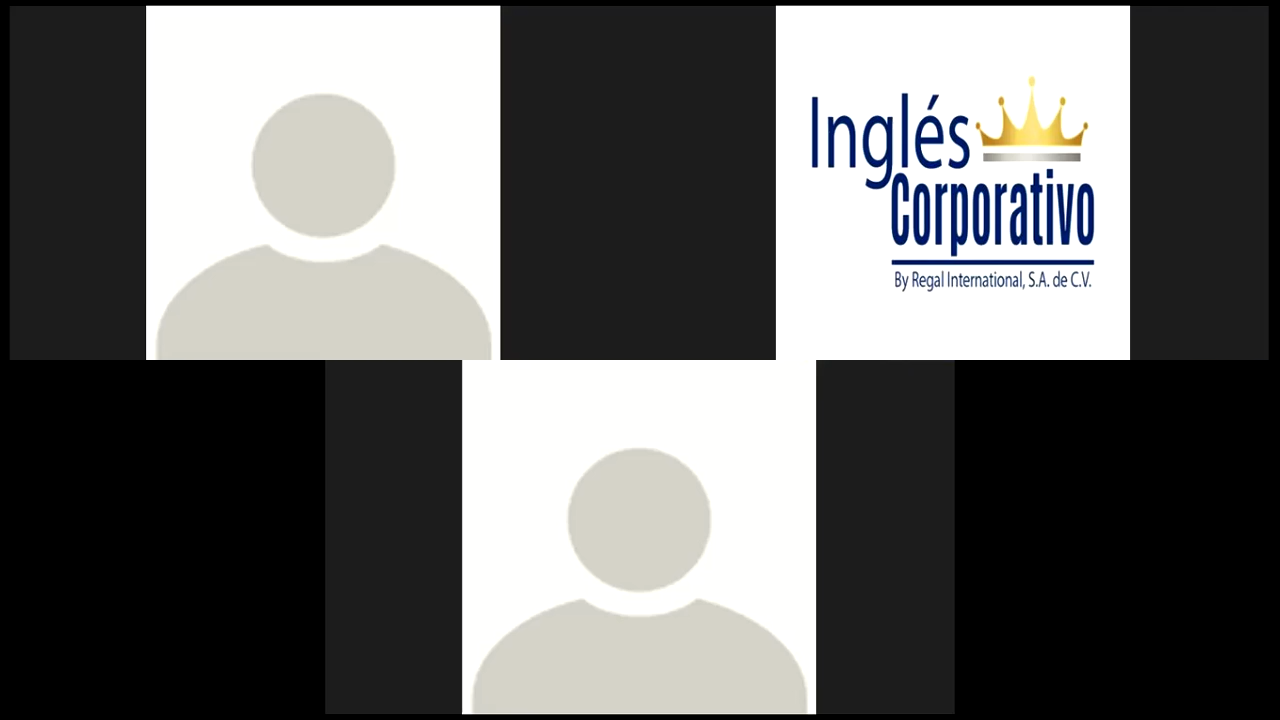 Inglés
Corporativo
By Regal International, S.A. de C.V.